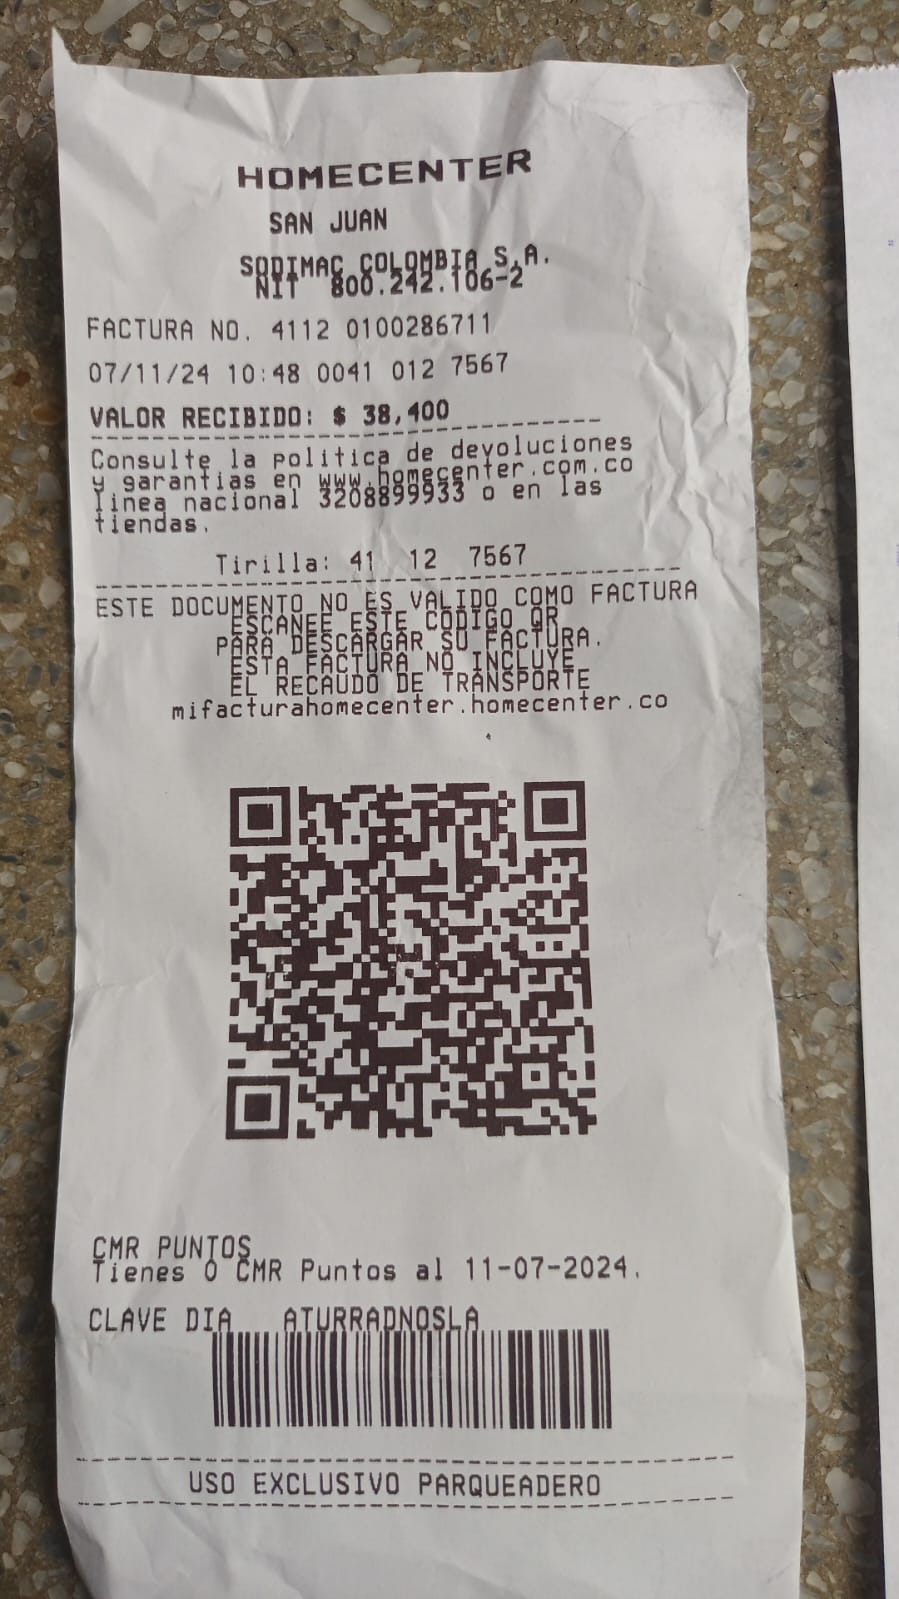 HOMECENTER
SAN JUAN
SODIMAC COLOMBIA S.A.
NIT 800.242.106-2
FACTURA NO. 4112 0100286711
07/11/24 10:48 0041 012 7567
VALOR RECIBIDO: $ 38,400
Consulte la politica de devoluciones
y garantias en www.homecenter.com.co
linea nacional 3208899933 o en las
tiendas.
Tirilla: 41 12 7567
ESTE DOCUMENTO NO ES VALIDO COMO FACTURA
ESCANEE ESTE CODIGO QR
PARA DESCARGAR SU FACTURA.
ESTA FACTURA NO INCLUYE
EL RECAUDO DE TRANSPORTE
mifacturahomecenter.homecenter.co
CMR PUNTOS
Tienes 0 CMR Puntos al 11-07-2024.
CLAVE DIA ATURRADNOSLA
USO EXCLUSIVO PARQUEADERO